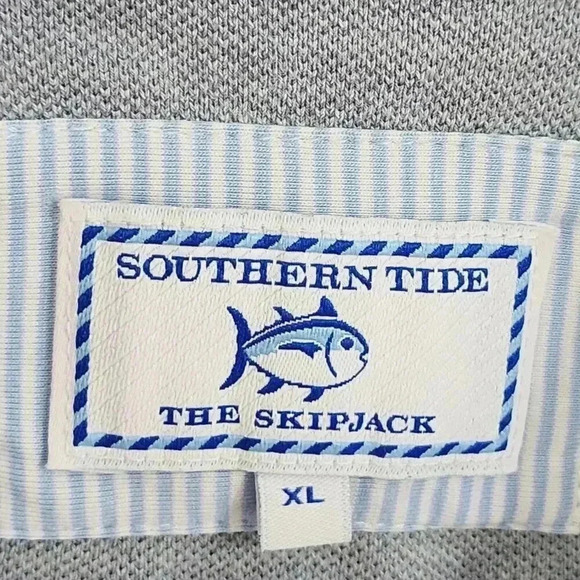 SOUTHERN TIDE
THE SKIPJACK
XL